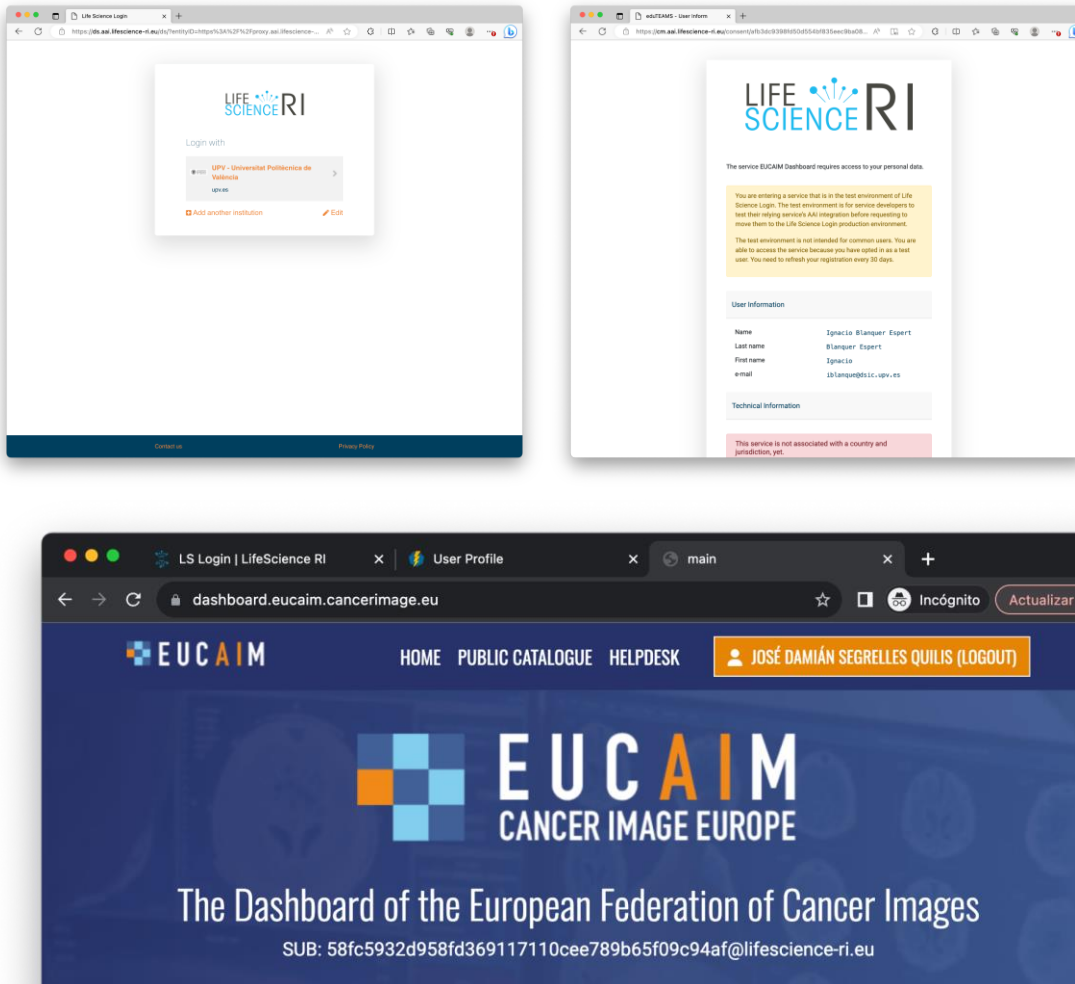 Life Science Login
https://ds.aai.lifescience-ri.eu/ds/?entityID=https%3A%2F%2Fproxy.aai.lifescience-...
LIFE SCIENCE RI
Login with
UPV - Universitat Politècnica de
València
upv.es
Add another institution
Edit
Contact us
Privacy Policy
eduTEAMS - User Inform
LIFE SCIENCE RI
The service EUCAIM Dashboard requires access to your personal data.
You are entering a service that is in the test environment of Life
Science Login. The test environment is for service developers to
test their relying service's AAI integration before requesting to
move them to the Life Science Login production environment.
The test environment is not intended for common users. You are
able to access the service because you have opted in as a test
user. You need to refresh your registration every 30 days.
User Information
Name Ignacio Blanquer Espert
Last name Blanquer Espert
First name Ignacio
e-mail iblanque@dsic.upv.es
Technical Information
This service is not associated with a country and
jurisdiction, yet.
LS Login | LifeScience RI
User Profile
main
dashboard.eucaim.cancerimage.eu
Incógnito
Actualizar
EUCAIM
HOME PUBLIC CATALOGUE HELPDESK
JOSÉ DAMIÁN SEGRELLES QUILIS (LOGOUT)
EUCAIM
CANCER IMAGE EUROPE
The Dashboard of the European Federation of Cancer Images
SUB: 58fc5932d958fd369117110cee789b65f09c94af@lifescience-ri.eu